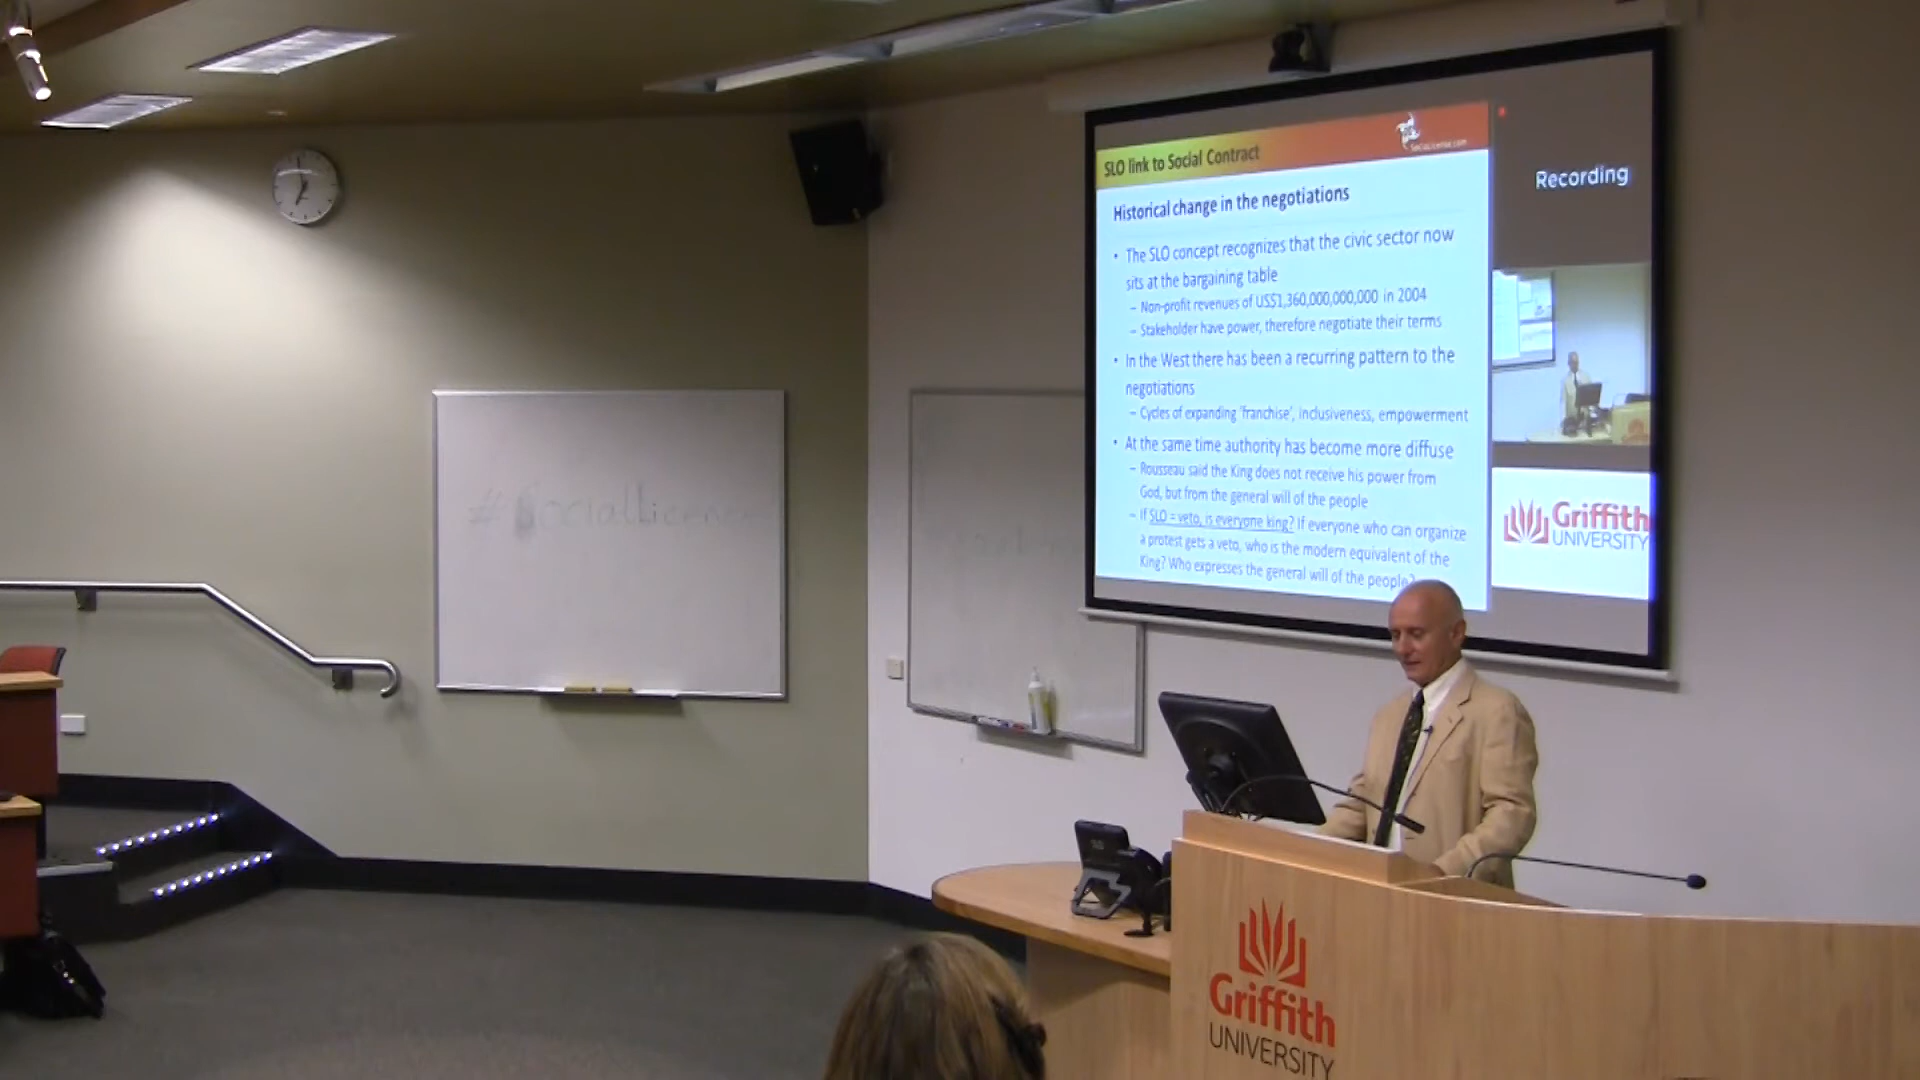 SLO link to Social Contract
SociaLicense.com
Historical change in the negotiations
• The SLO concept recognizes that the civic sector now
sits at the bargaining table
– Non-profit revenues of US$1,360,000,000,000 in 2004
– Stakeholder have power, therefore negotiate their terms
• In the West there has been a recurring pattern to the
negotiations
– Cycles of expanding 'franchise', inclusiveness, empowerment
• At the same time authority has become more diffuse
– Rousseau said the King does not receive his power from
God, but from the general will of the people
– If SLO = veto, is everyone king? If everyone who can organize
a protest gets a veto, who is the modern equivalent of the
King? Who expresses the general will of the people?
Recording
Griffith
UNIVERSITY
#SocialLicen
Griffith
UNIVERSITY